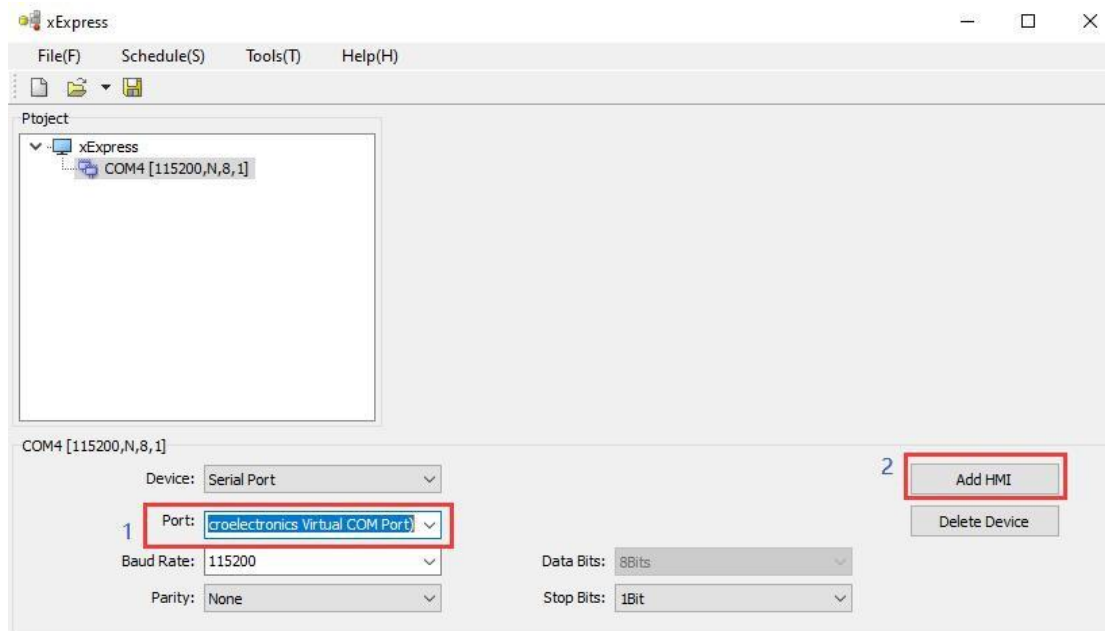 xExpress
File(F) Schedule(S) Tools(T) Help(H)
Ptoject
xExpress
COM4 [115200,N,8,1]
COM4 [115200,N,8,1]
Device: Serial Port
2 Add HMI
1 Port: croelectronics Virtual COM Port)
Delete Device
Baud Rate: 115200 Data Bits: 8Bits
Parity: None Stop Bits: 1Bit